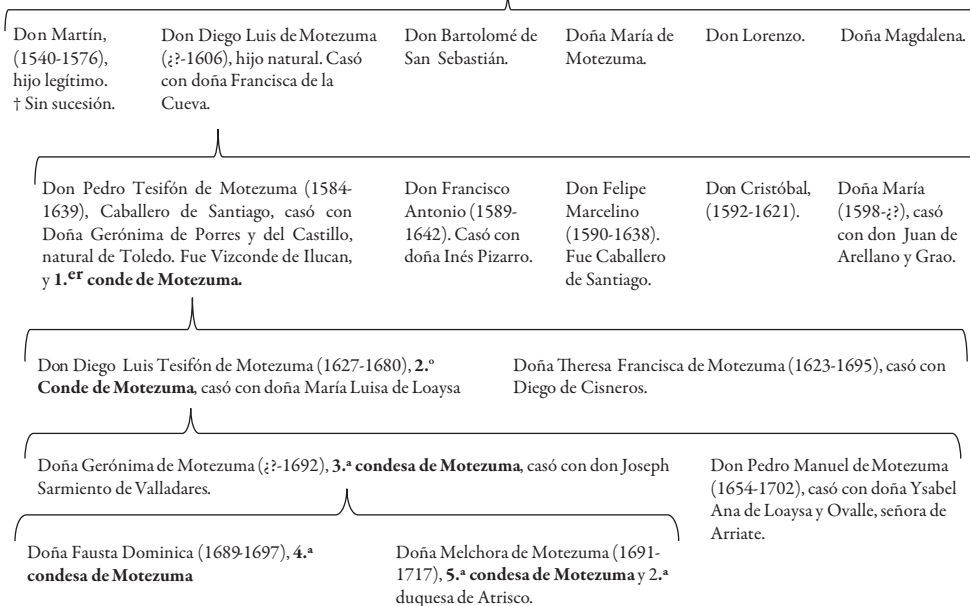 Don Martín,
(1540-1576),
hijo legítimo.
† Sin sucesión.
Don Diego Luis de Motezuma
(¿?-1606), hijo natural. Casó
con doña Francisca de la
Cueva.
Don Bartolomé de
San Sebastián.
Doña María de
Motezuma.
Don Lorenzo.
Doña Magdalena.
Don Pedro Tesifón de Motezuma (1584-
1639), Caballero de Santiago, casó con
Doña Gerónima de Porres y del Castillo,
natural de Toledo. Fue Vizconde de Ilucan,
y 1.er conde de Motezuma.
Don Francisco
Antonio (1589-
1642). Casó con
doña Inés Pizarro.
Don Felipe
Marcelino
(1590-1638).
Fue Caballero
de Santiago.
Don Cristóbal,
(1592-1621).
Doña María
(1598-¿?), casó
con don Juan de
Arellano y Grao.
Don Diego Luis Tesifón de Motezuma (1627-1680), 2.º
Conde de Motezuma, casó con doña María Luisa de Loaysa
Doña Theresa Francisca de Motezuma (1623-1695), casó con
Diego de Cisneros.
Doña Gerónima de Motezuma (¿?-1692), 3.ª condesa de Motezuma, casó con don Joseph
Sarmiento de Valladares.
Don Pedro Manuel de Motezuma
(1654-1702), casó con doña Ysabel
Ana de Loaysa y Ovalle, señora de
Arriate.
Doña Fausta Dominica (1689-1697), 4.ª
condesa de Motezuma
Doña Melchora de Motezuma (1691-
1717), 5.ª condesa de Motezuma y 2.ª
duquesa de Atrisco.